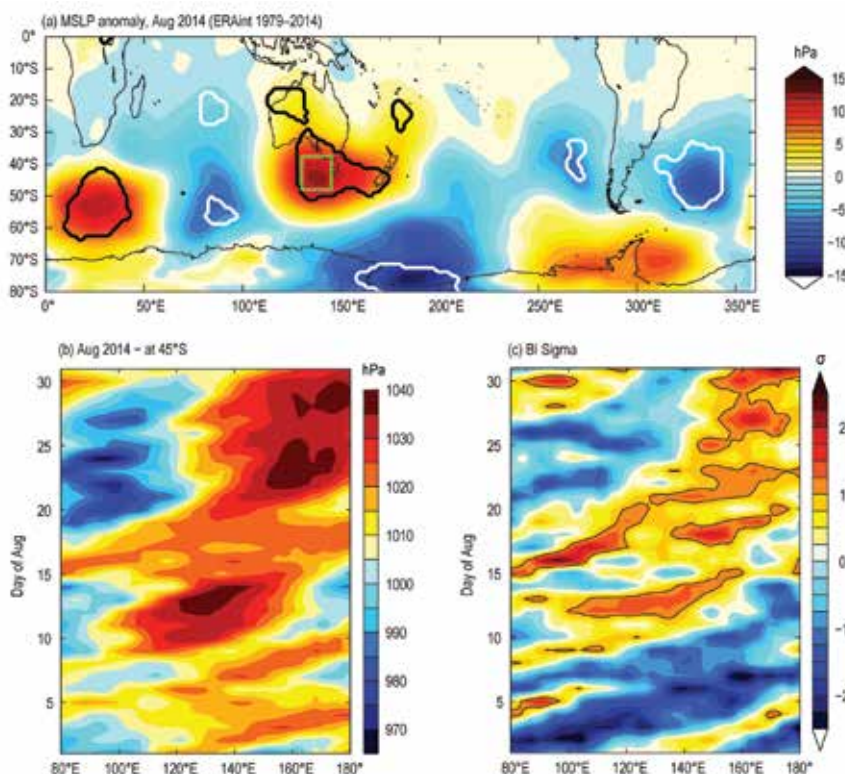 (a) MSLP anomaly, Aug 2014 (ERAint 1979–2014)
hPa
0°
10°S
20°S
30°S
40°S
50°S
60°S
70°S
80°S
0°
50°E
100°E
150°E
200°E
250°E
300°E
350°E
15
10
5
0
−5
−10
−15
(b) Aug 2014 – at 45°S
hPa
Day of Aug
30
25
20
15
10
5
80°E
100°E
120°E
140°E
160°E
180°
1040
1030
1020
1010
1000
990
980
970
(c) BI Sigma
σ
Day of Aug
30
25
20
15
10
5
80°E
100°E
120°E
140°E
160°E
180°
2
1
0
−1
−2